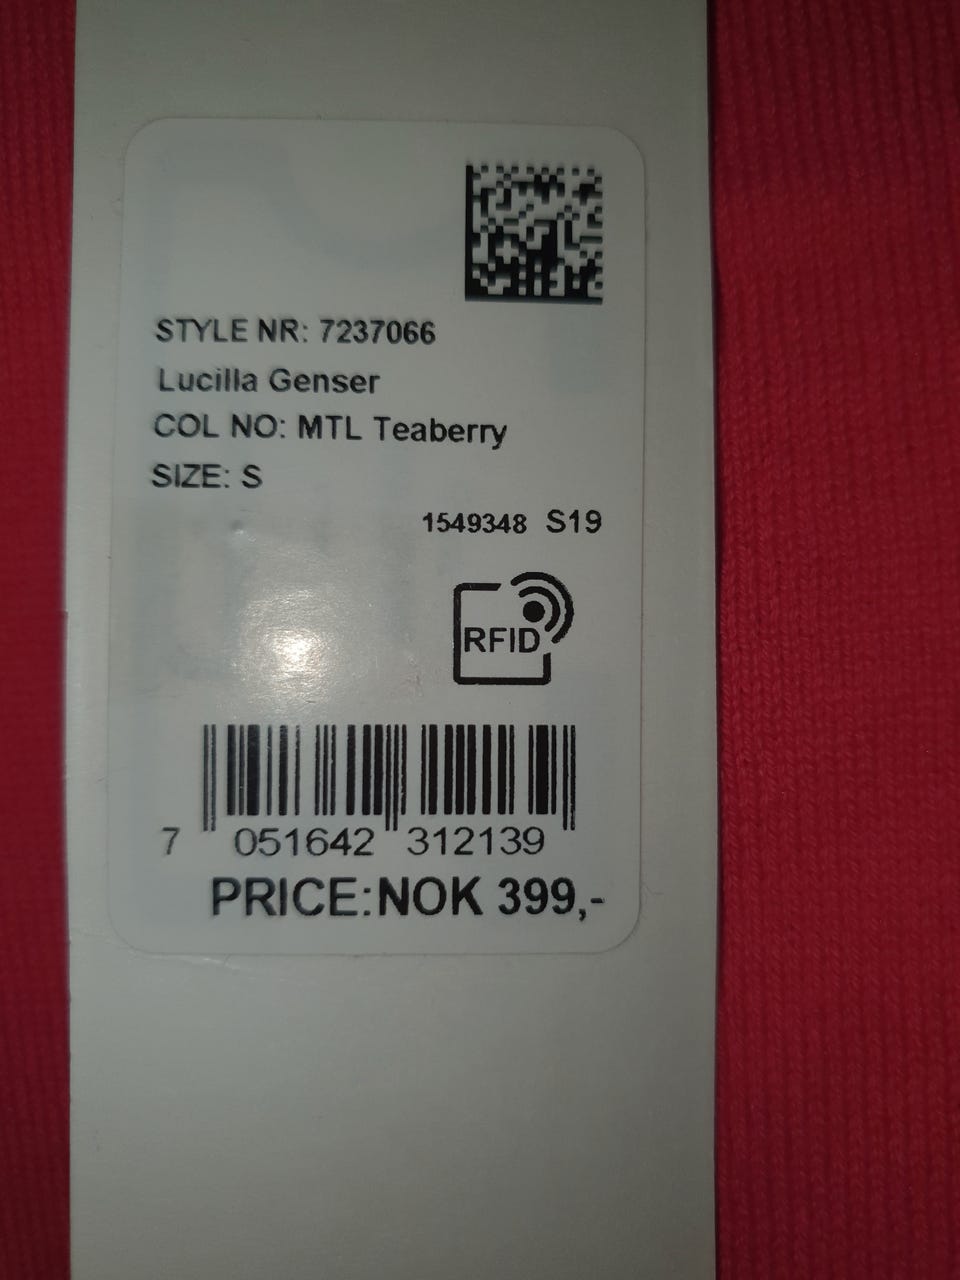 STYLE NR: 7237066
Lucilla Genser
COL NO: MTL Teaberry
SIZE: S
1549348 S19
RFID
7 051642 312139
PRICE:NOK 399,-